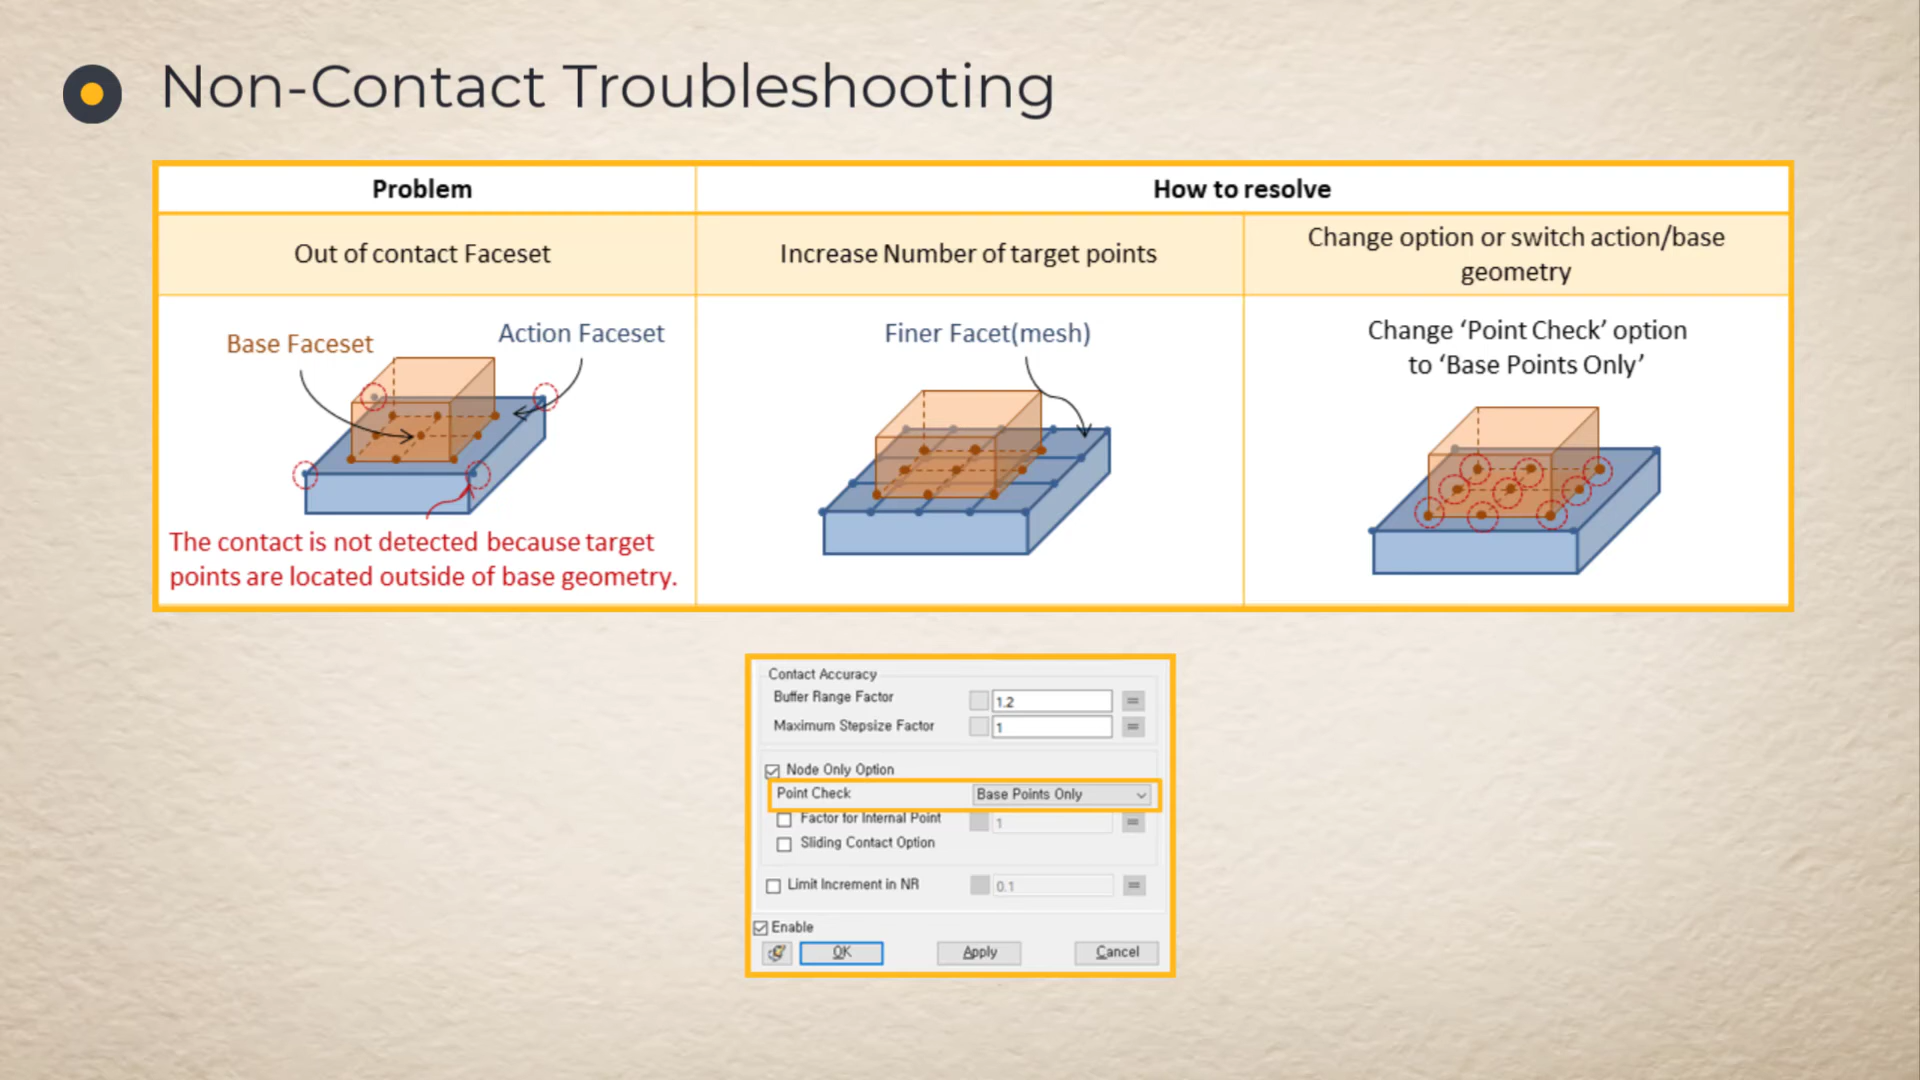 Non-Contact Troubleshooting
Problem
How to resolve
Out of contact Faceset
Increase Number of target points
Change option or switch action/base
geometry
Base Faceset
Action Faceset
The contact is not detected because target
points are located outside of base geometry.
Finer Facet(mesh)
Change ‘Point Check’ option
to ‘Base Points Only’
Contact Accuracy
Buffer Range Factor 1.2 =
Maximum Stepsize Factor 1 =
Node Only Option
Point Check Base Points Only
Factor for Internal Point 1 =
Sliding Contact Option
Limit Increment in NR 0.1 =
Enable
OK Apply Cancel